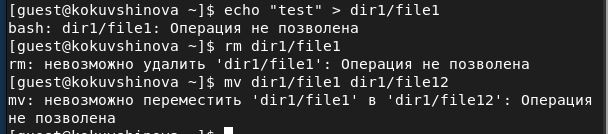 [guest@kokuvshinova ~]$ echo "test" > dir1/file1
bash: dir1/file1: Операция не позволена
[guest@kokuvshinova ~]$ rm dir1/file1
rm: невозможно удалить 'dir1/file1': Операция не позволена
[guest@kokuvshinova ~]$ mv dir1/file1 dir1/file12
mv: невозможно переместить 'dir1/file1' в 'dir1/file12': Операция
не позволена
[guest@kokuvshinova ~]$